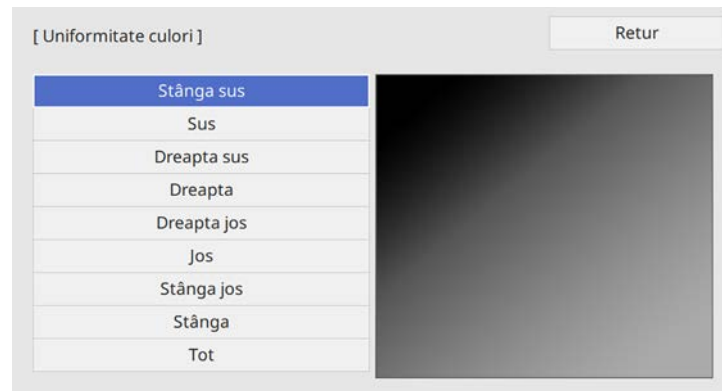 [ Uniformitate culori ]
Retur
Stânga sus
Sus
Dreapta sus
Dreapta
Dreapta jos
Jos
Stânga jos
Stânga
Tot